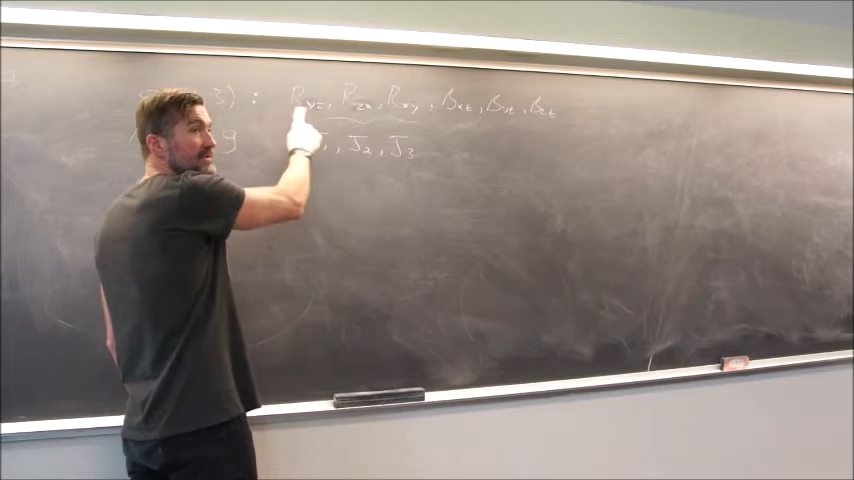 3) : R_yz, R_zx, R_xy, B_xt, B_yt, B_zt
g J_1, J_2, J_3